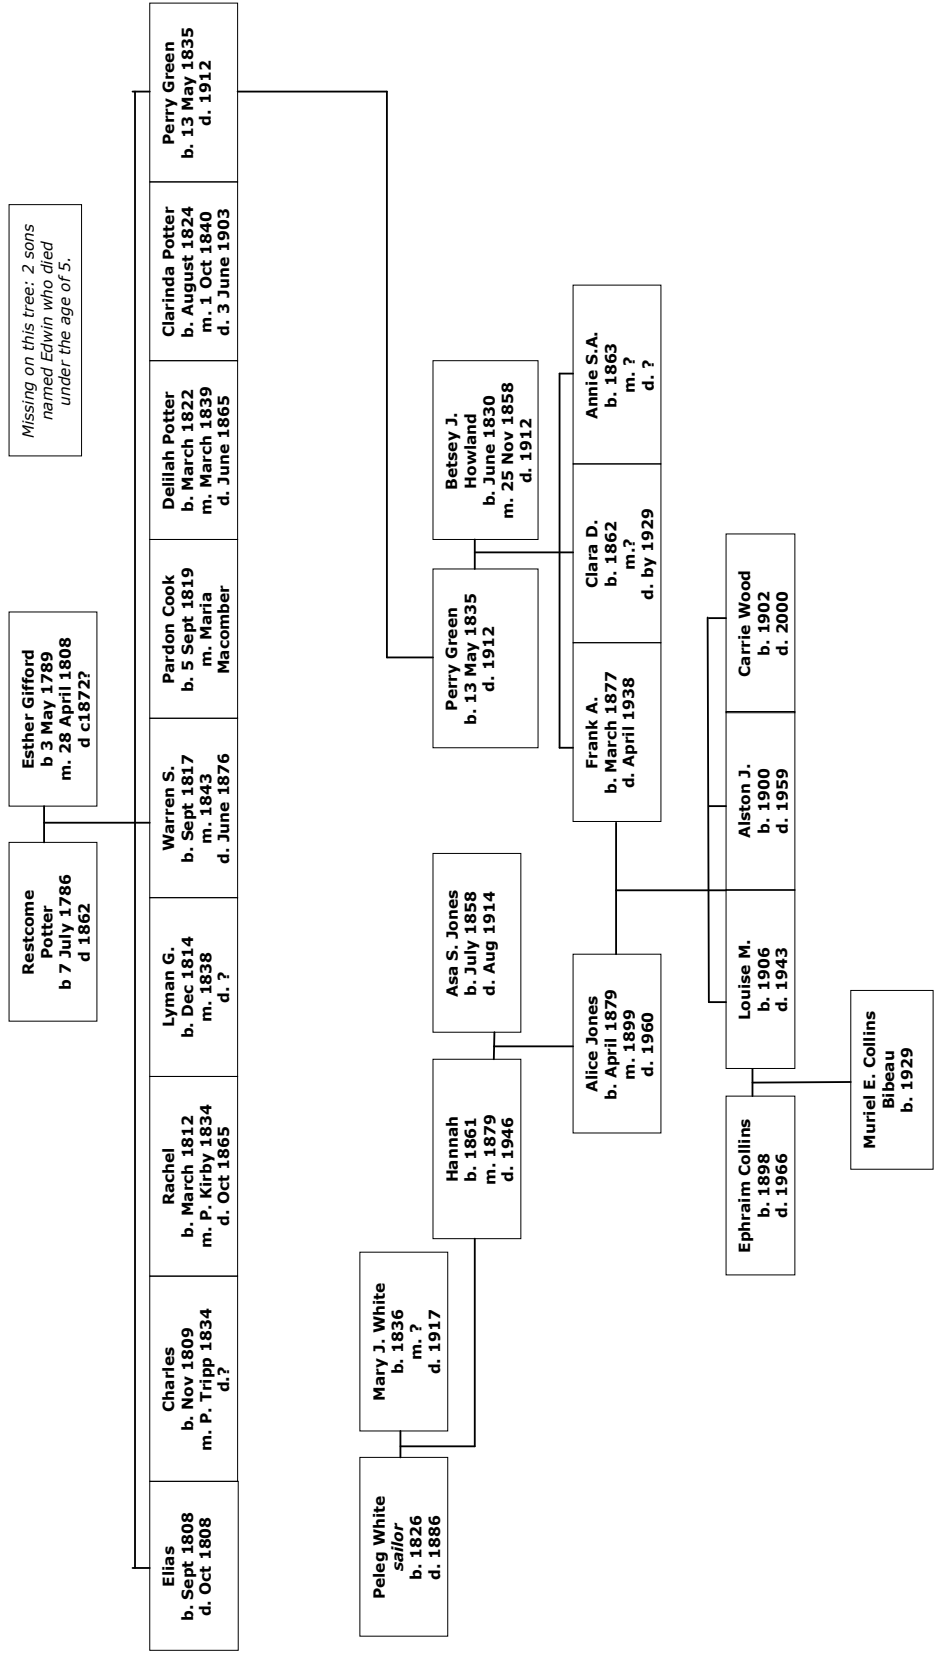 Restcome
Potter
b 7 July 1786
d 1862
Esther Gifford
b 3 May 1789
m. 28 April 1808
d c1872?
Missing on this tree: 2 sons
named Edwin who died
under the age of 5.
Elias
b. Sept 1808
d. Oct 1808
Charles
b. Nov 1809
m. P. Tripp 1834
d.?
Rachel
b. March 1812
m. P. Kirby 1834
d. Oct 1865
Lyman G.
b. Dec 1814
m. 1838
d. ?
Warren S.
b. Sept 1817
m. 1843
d. June 1876
Pardon Cook
b. 5 Sept 1819
m. Maria
Macomber
Delilah Potter
b. March 1822
m. March 1839
d. June 1865
Clarinda Potter
b. August 1824
m. 1 Oct 1840
d. 3 June 1903
Perry Green
b. 13 May 1835
d. 1912
Peleg White
sailor
b. 1826
d. 1886
Mary J. White
b. 1836
m. ?
d. 1917
Hannah
b. 1861
m. 1879
d. 1946
Asa S. Jones
b. July 1858
d. Aug 1914
Perry Green
b. 13 May 1835
d. 1912
Betsey J.
Howland
b. June 1830
m. 25 Nov 1858
d. 1912
Alice Jones
b. April 1879
m. 1899
d. 1960
Frank A.
b. March 1877
d. April 1938
Clara D.
b. 1862
m.?
d. by 1929
Annie S.A.
b. 1863
m. ?
d. ?
Ephraim Collins
b. 1898
d. 1966
Louise M.
b. 1906
d. 1943
Alston J.
b. 1900
d. 1959
Carrie Wood
b. 1902
d. 2000
Muriel E. Collins
Bibeau
b. 1929